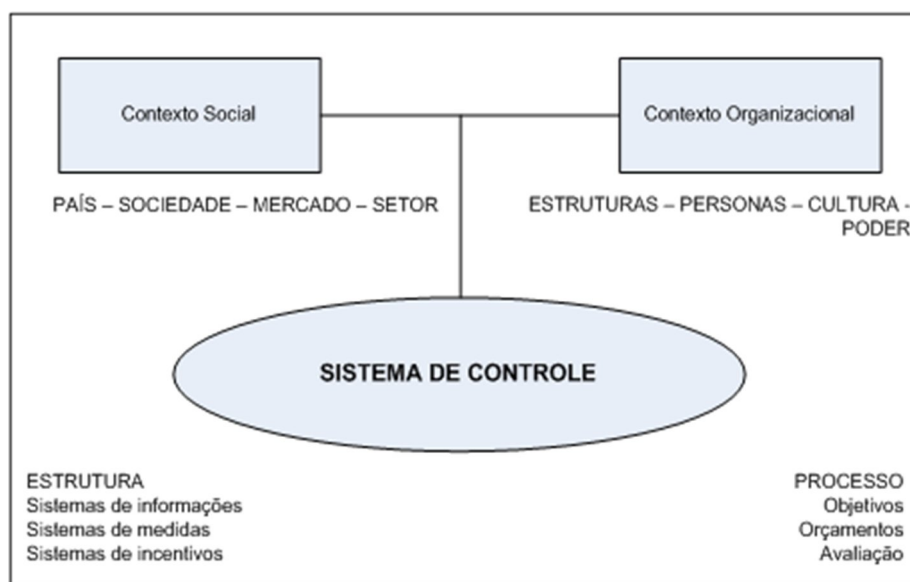 Contexto Social
Contexto Organizacional
PAÍS – SOCIEDADE – MERCADO – SETOR
ESTRUTURAS – PERSONAS – CULTURA -
PODER
SISTEMA DE CONTROLE
ESTRUTURA
Sistemas de informações
Sistemas de medidas
Sistemas de incentivos
PROCESSO
Objetivos
Orçamentos
Avaliação